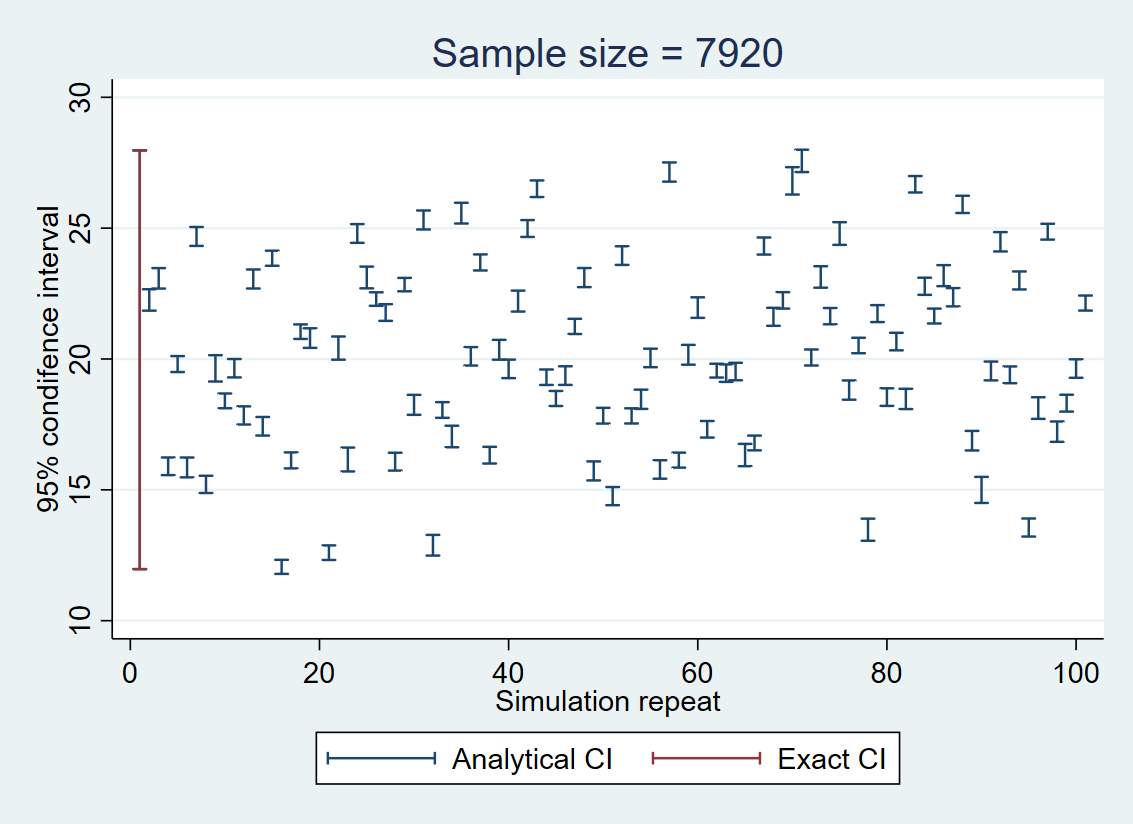 Sample size = 7920
95% condifence interval
30
25
20
15
10
0 20 40 60 80 100
Simulation repeat
Analytical CI Exact CI